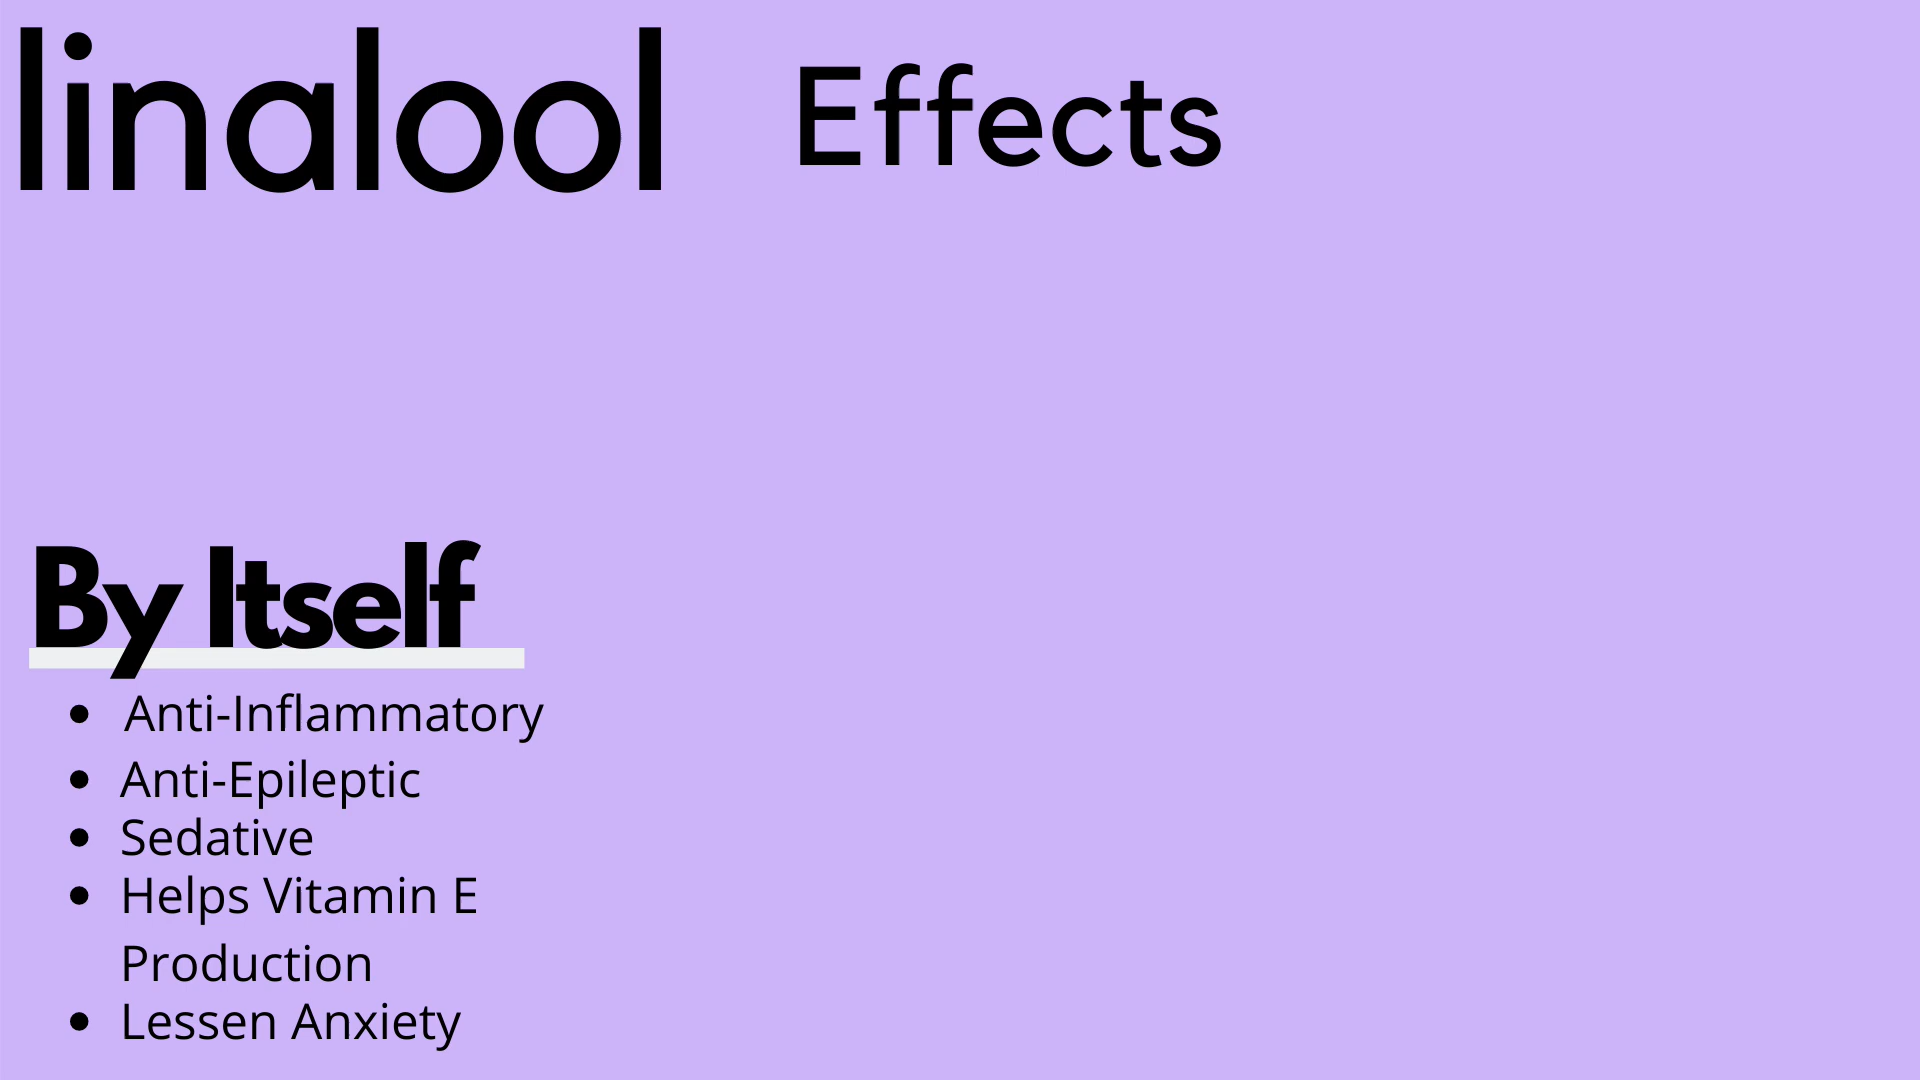 linalool Effects
By Itself
Anti-Inflammatory
Anti-Epileptic
Sedative
Helps Vitamin E
Production
Lessen Anxiety